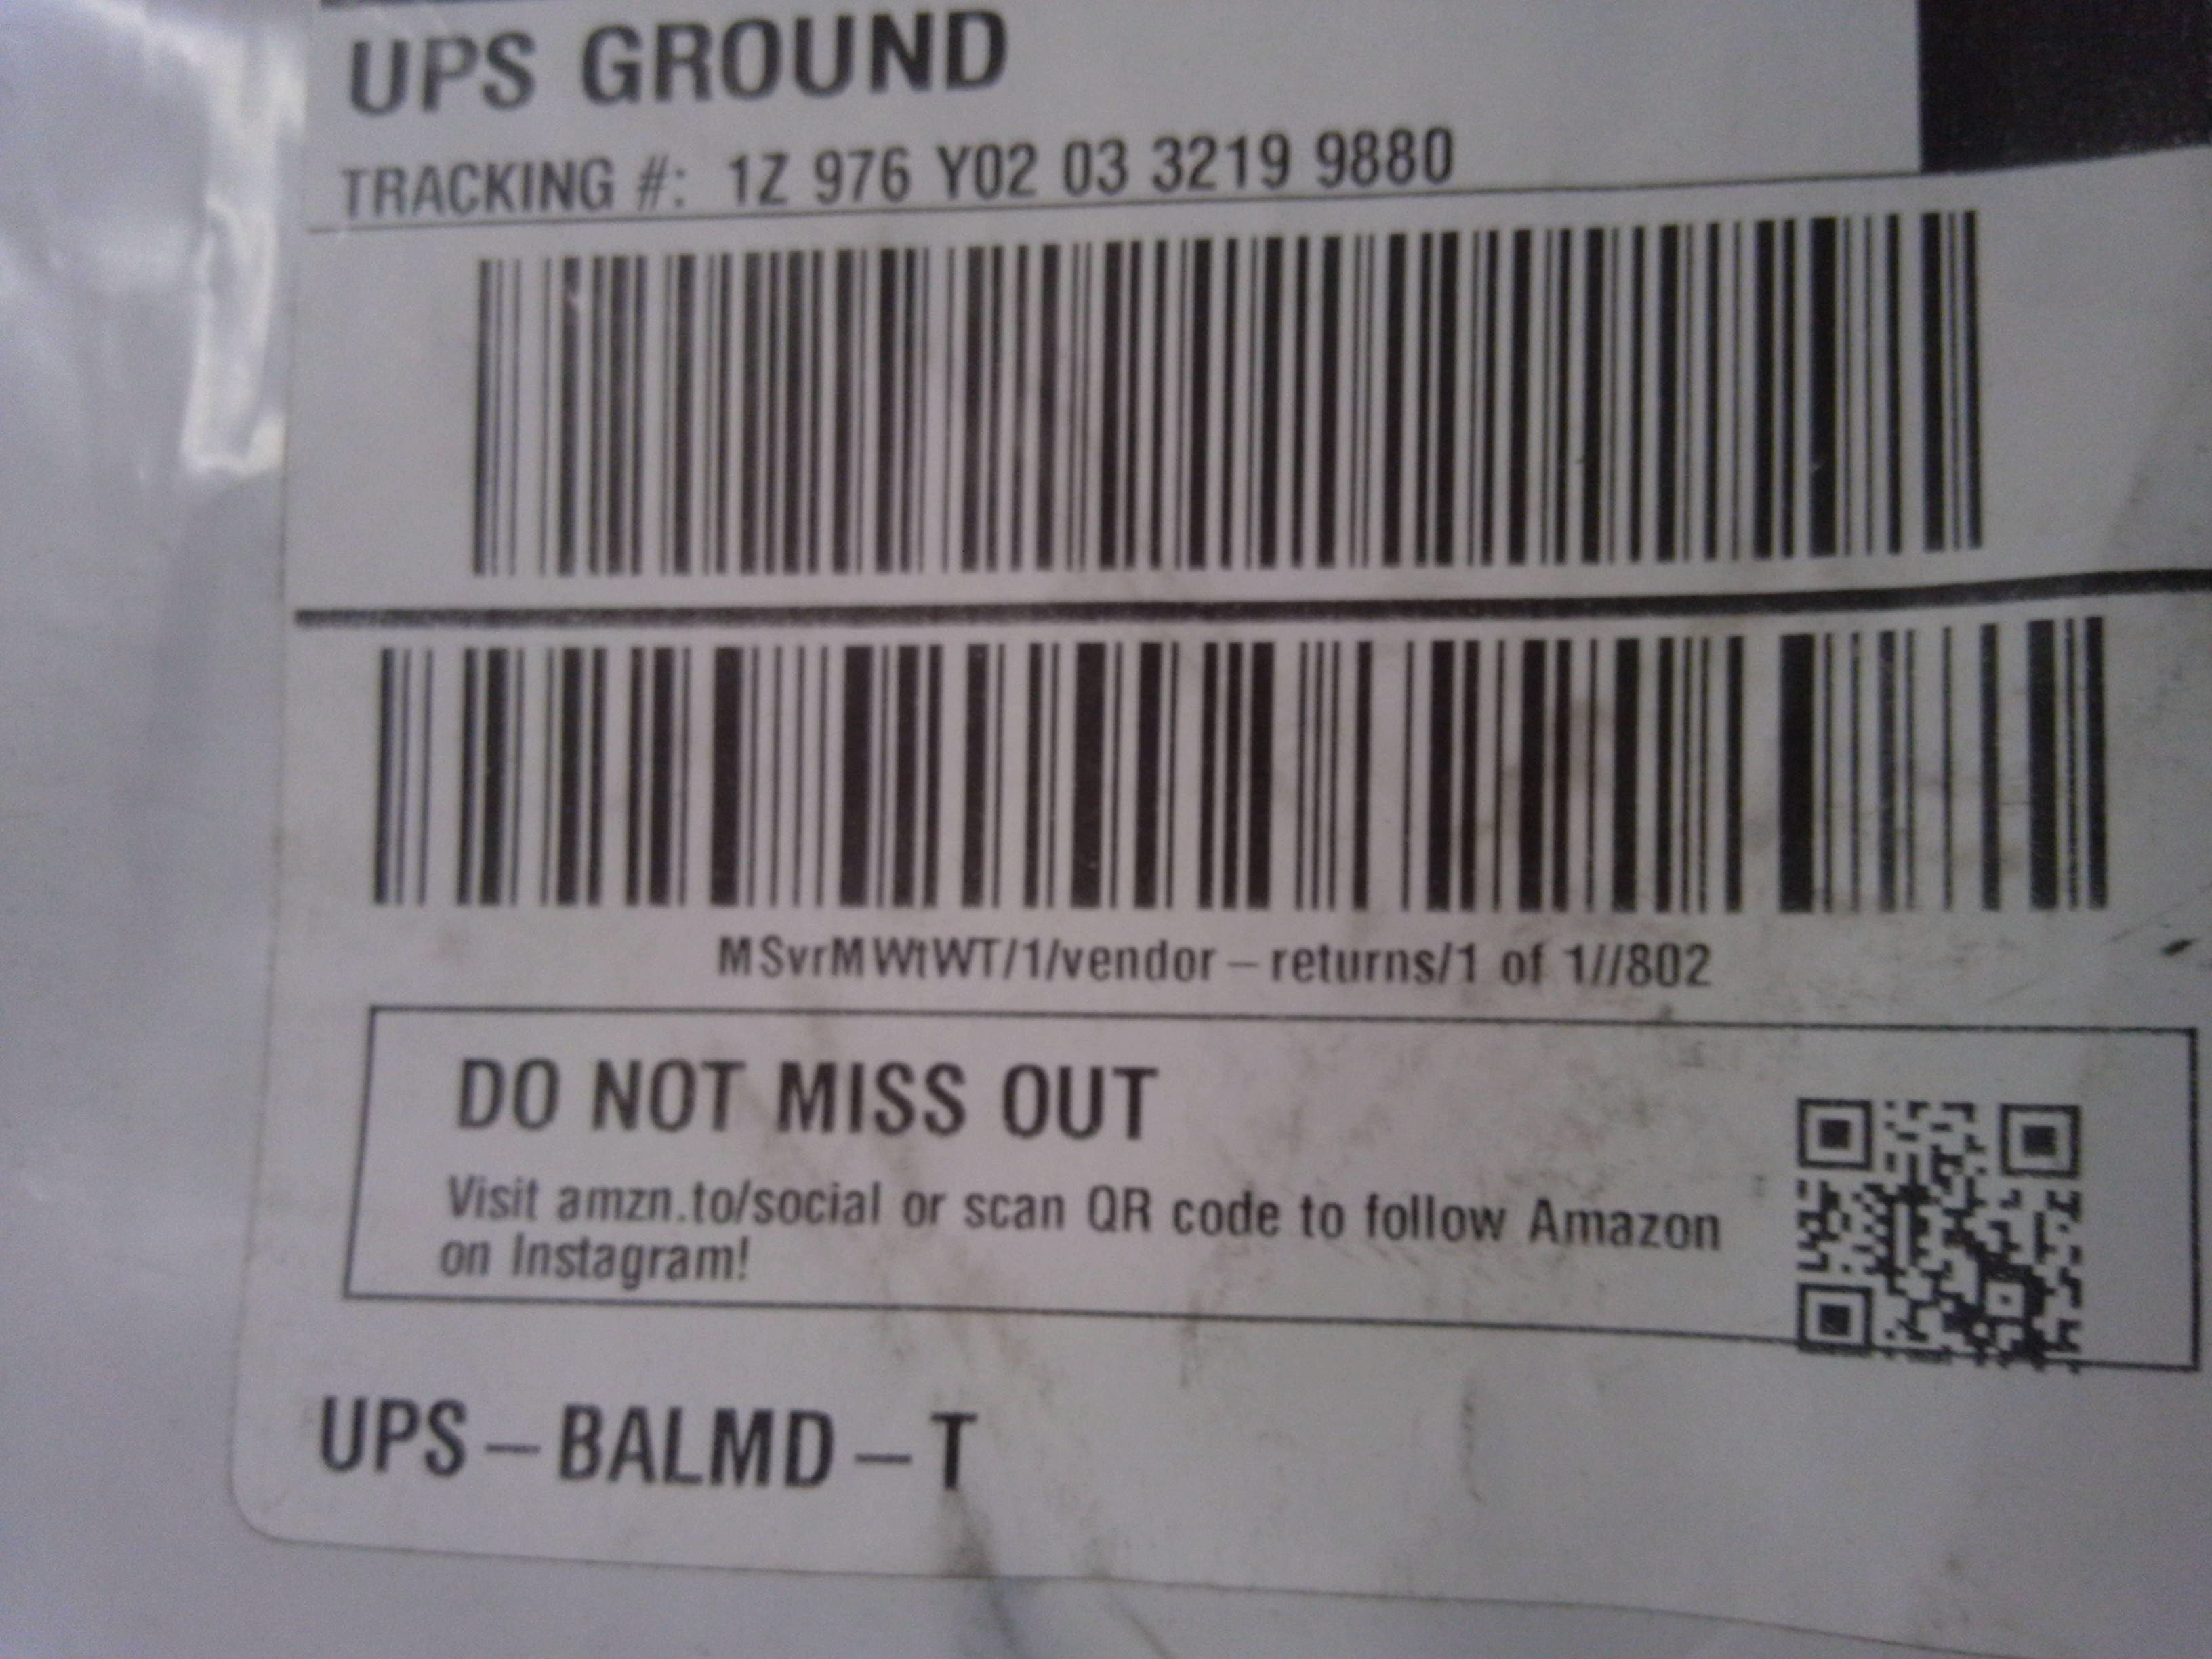 UPS GROUND
TRACKING #: 1Z 976 Y02 03 3219 9880
MSvrMWtWT/1/vendor-returns/1 of 1//802
DO NOT MISS OUT
Visit amzn.to/social or scan QR code to follow Amazon
on Instagram!
UPS-BALMD-T